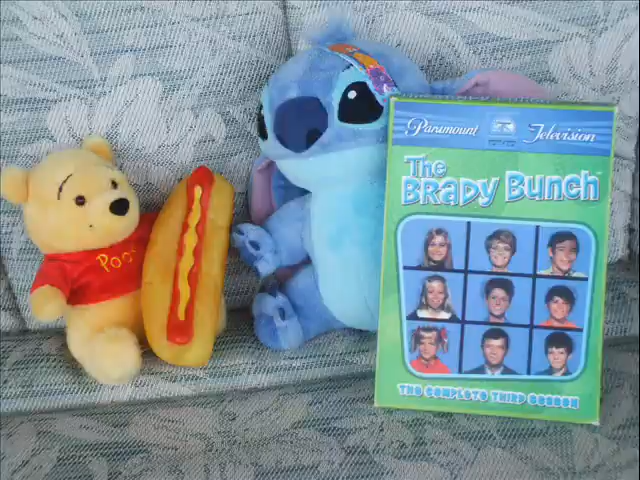 Pooh
Paramount Television
The
BRADY BUNCH
THE COMPLETE THIRD SEASON